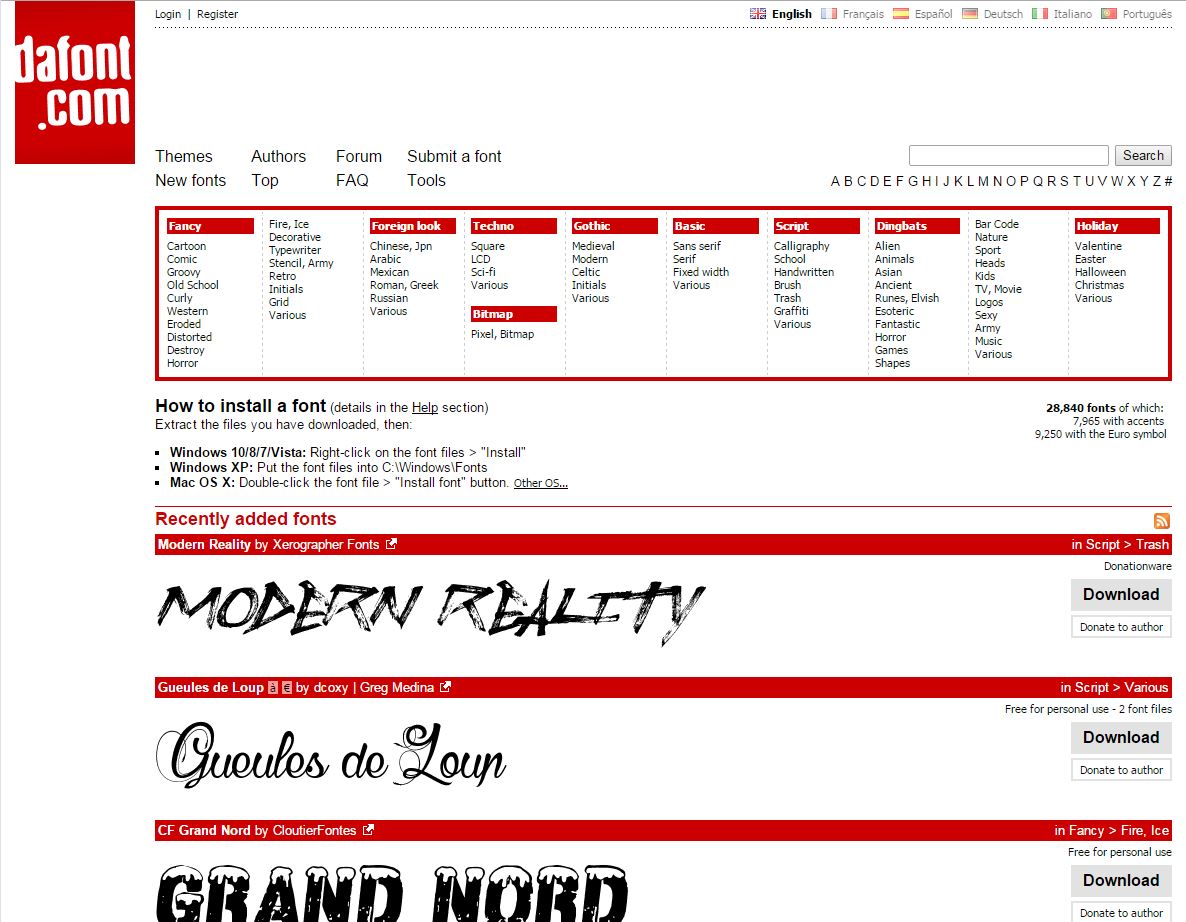 Login | Register
English Français Español Deutsch Italiano Português
dafont
.com
Themes Authors Forum Submit a font
Search
New fonts Top FAQ Tools
A B C D E F G H I J K L M N O P Q R S T U V W X Y Z #
Fancy
Cartoon
Comic
Groovy
Old School
Curly
Western
Eroded
Distorted
Destroy
Horror
Fire, Ice
Decorative
Typewriter
Stencil, Army
Retro
Initials
Grid
Various
Foreign look
Chinese, Jpn
Arabic
Mexican
Roman, Greek
Russian
Various
Techno
Square
LCD
Sci-fi
Various
Bitmap
Pixel, Bitmap
Gothic
Medieval
Modern
Celtic
Initials
Various
Basic
Sans serif
Serif
Fixed width
Various
Script
Calligraphy
School
Handwritten
Brush
Trash
Graffiti
Various
Dingbats
Alien
Animals
Asian
Ancient
Runes, Elvish
Esoteric
Fantastic
Horror
Games
Shapes
Bar Code
Nature
Sport
Heads
Kids
TV, Movie
Logos
Sexy
Army
Music
Various
Holiday
Valentine
Easter
Halloween
Christmas
Various
How to install a font (details in the Help section)
Extract the files you have downloaded, then:
Windows 10/8/7/Vista: Right-click on the font files > "Install"
Windows XP: Put the font files into C:\Windows\Fonts
Mac OS X: Double-click the font file > "Install font" button. Other OS...
28,840 fonts of which:
7,965 with accents
9,250 with the Euro symbol
Recently added fonts
Modern Reality by Xerographer Fonts in Script > Trash
Donationware
MODERN REALITY
Download
Donate to author
Gueules de Loup à € by dcoxy | Greg Medina in Script > Various
Free for personal use - 2 font files
Gueules de Loup
Download
Donate to author
CF Grand Nord by CloutierFontes in Fancy > Fire, Ice
Free for personal use
GRAND NORD
Download
Donate to author